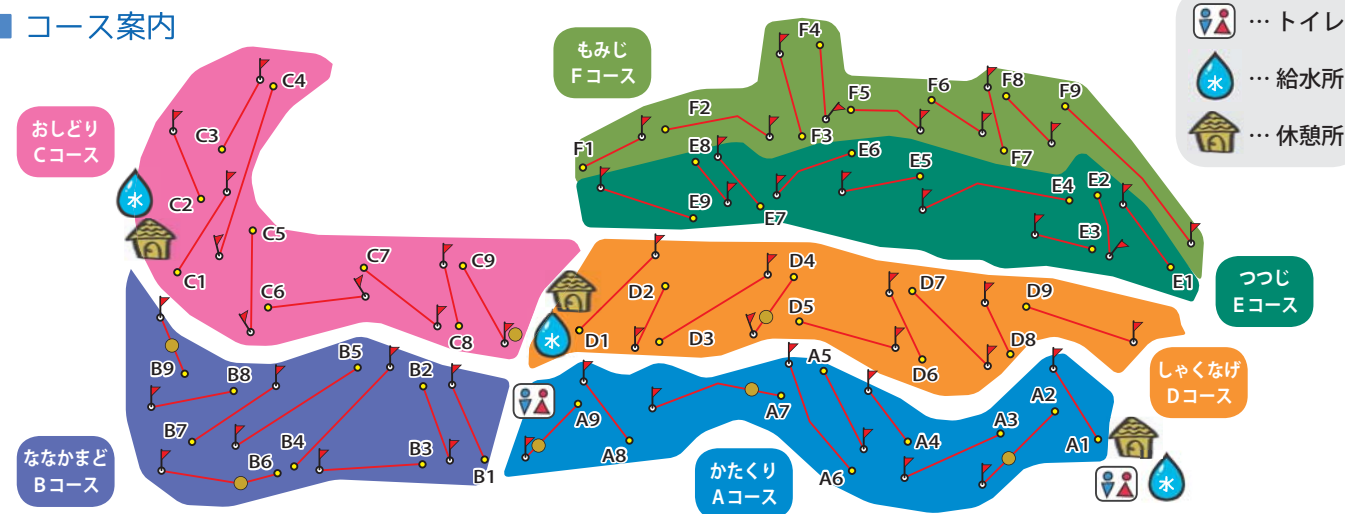 コース案内
… トイレ
水 … 給水所
… 休憩所
もみじ
Fコース
F1
F2
F3
F4
F5
F6
F7
F8
F9
おしどり
Cコース
C1
C2
C3
C4
C5
C6
C7
C8
C9
水
つつじ
Eコース
E1
E2
E3
E4
E5
E6
E7
E8
E9
しゃくなげ
Dコース
D1
D2
D3
D4
D5
D6
D7
D8
D9
水
ななかまど
Bコース
B1
B2
B3
B4
B5
B6
B7
B8
B9
かたくり
Aコース
A1
A2
A3
A4
A5
A6
A7
A8
A9
水